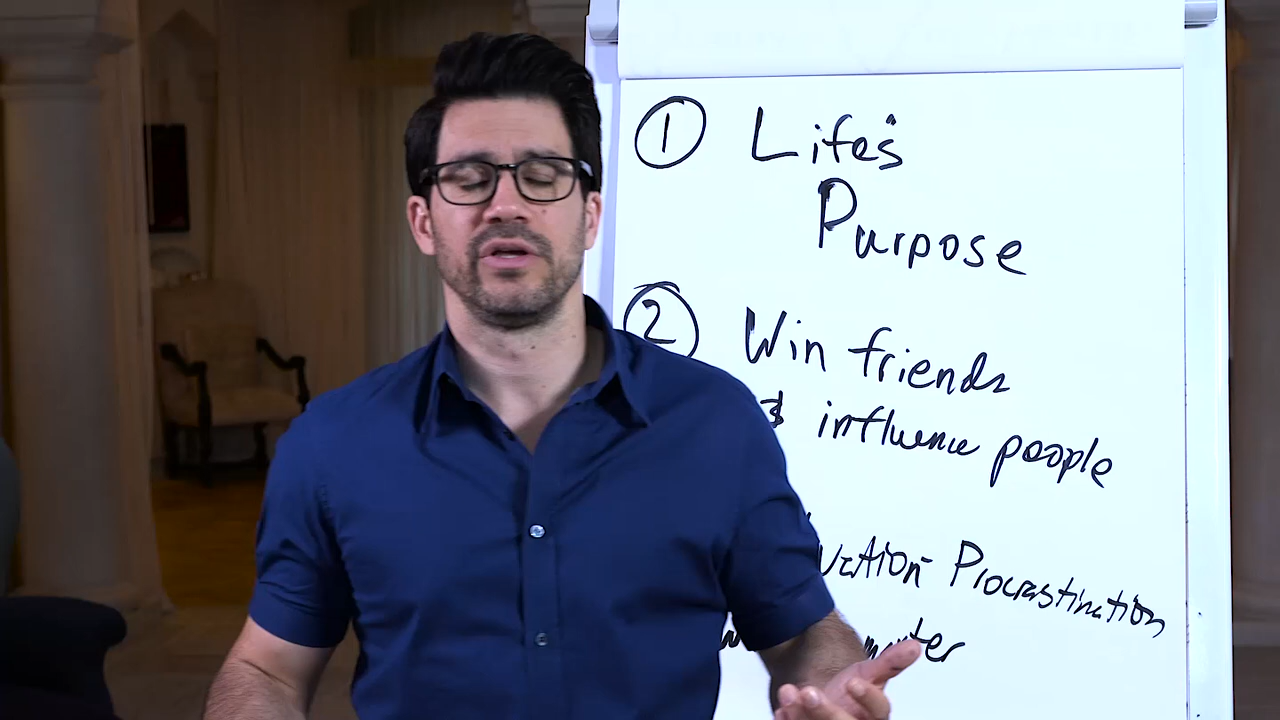 1 Life's
Purpose
2 Win friends
& influence people
Procrastination